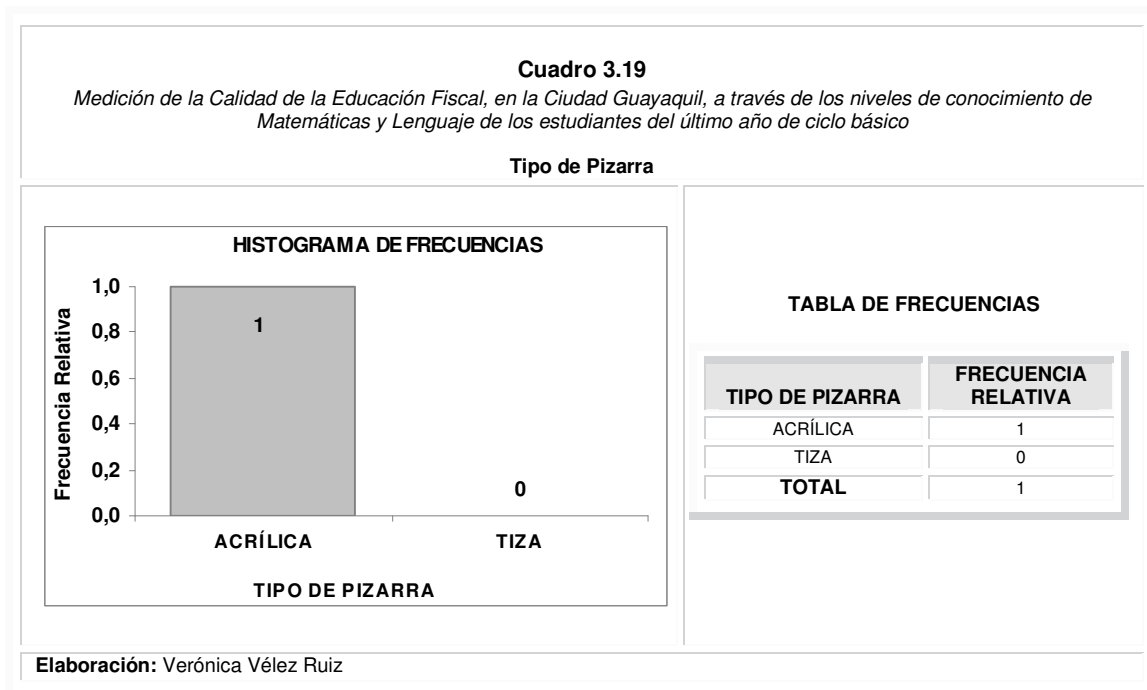 Cuadro 3.19
Medición de la Calidad de la Educación Fiscal, en la Ciudad Guayaquil, a través de los niveles de conocimiento de
Matemáticas y Lenguaje de los estudiantes del último año de ciclo básico
Tipo de Pizarra
HISTOGRAMA DE FRECUENCIAS
Frecuencia Relativa
1,0
0,8
0,6
0,4
0,2
0,0
1
0
ACRÍLICA
TIZA
TIPO DE PIZARRA
TABLA DE FRECUENCIAS
TIPO DE PIZARRA FRECUENCIA RELATIVA
ACRÍLICA 1
TIZA 0
TOTAL 1
Elaboración: Verónica Vélez Ruiz